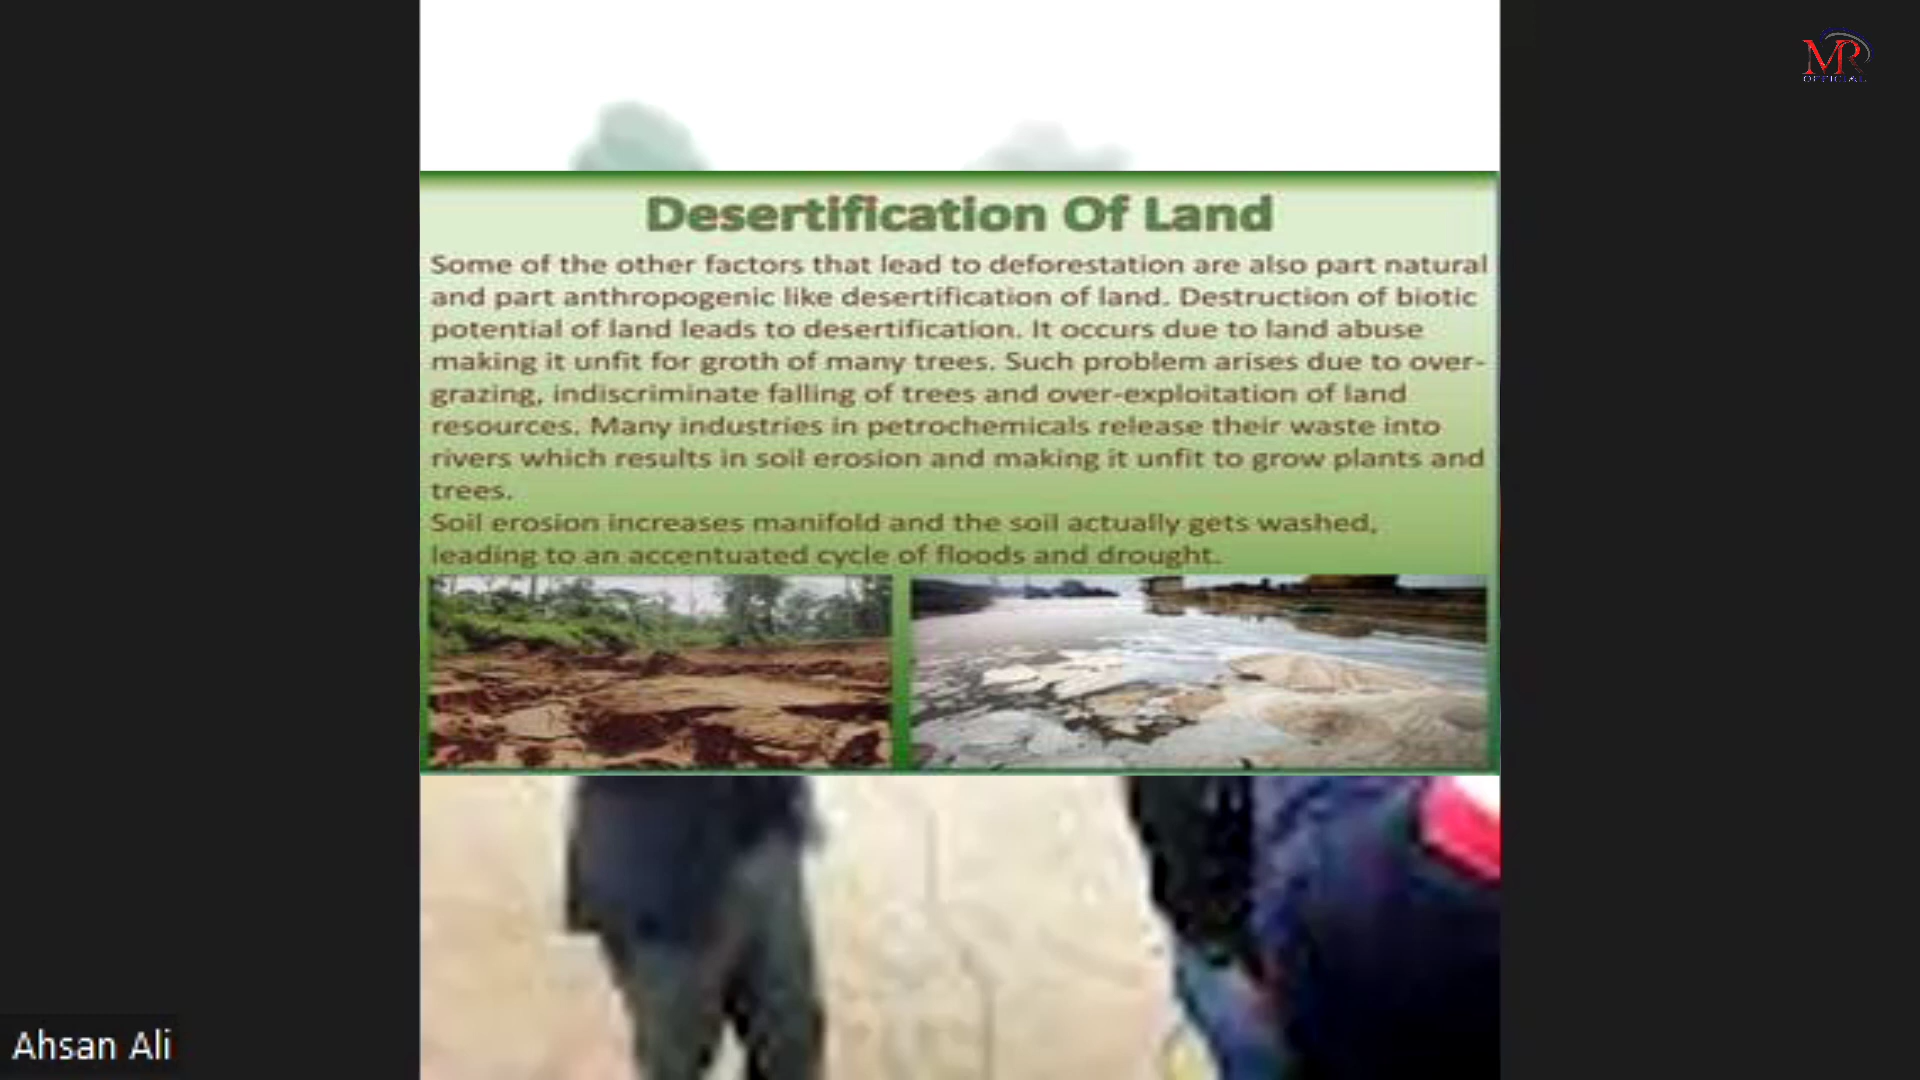 MR
OFFICIAL
Desertification Of Land
Some of the other factors that lead to deforestation are also part natural
and part anthropogenic like desertification of land. Destruction of biotic
potential of land leads to desertification. It occurs due to land abuse
making it unfit for groth of many trees. Such problem arises due to over-
grazing, indiscriminate falling of trees and over-exploitation of land
resources. Many industries in petrochemicals release their waste into
rivers which results in soil erosion and making it unfit to grow plants and
trees.
Soil erosion increases manifold and the soil actually gets washed,
leading to an accentuated cycle of floods and drought.
Ahsan Ali